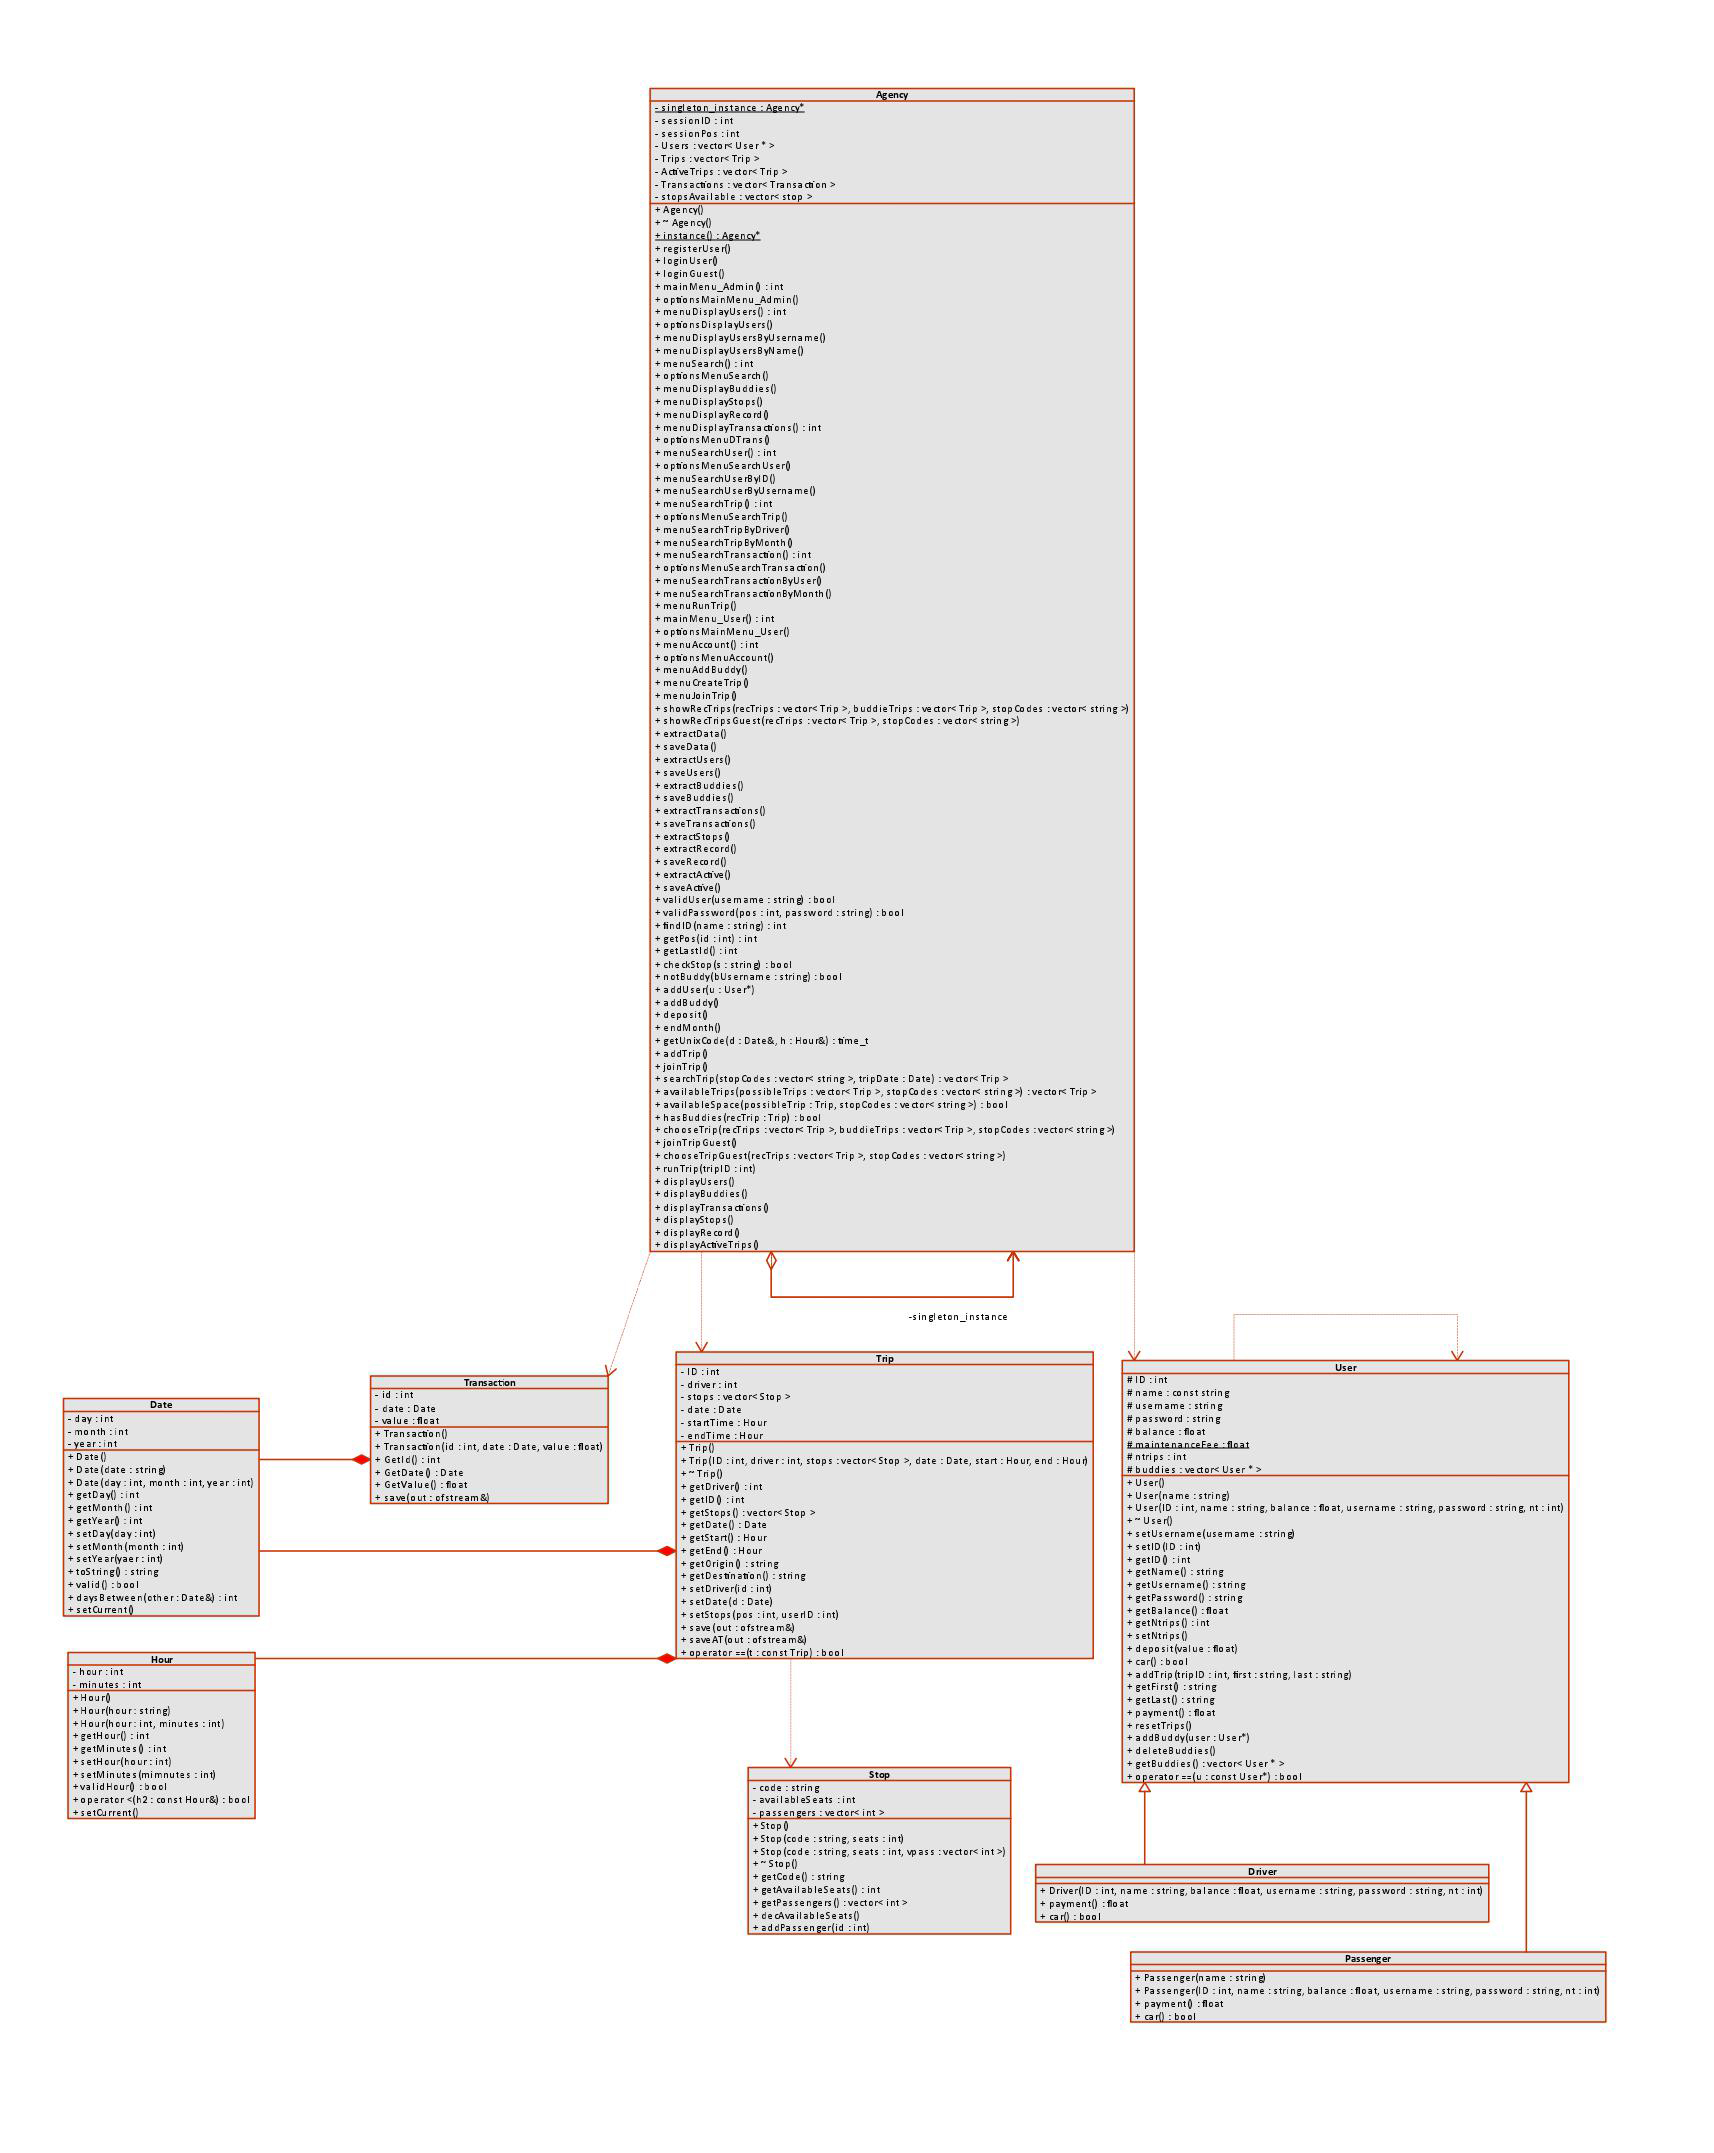 Agency
- singleton_instance : Agency*
- sessionID : int
- sessionPos : int
- Users : vector< User * >
- Trips : vector< Trip >
- ActiveTrips : vector< Trip >
- Transactions : vector< Transaction >
- stopsAvailable : vector< stop >
+ Agency()
+ ~ Agency()
+ instance() : Agency*
+ registerUser()
+ loginUser()
+ loginGuest()
+ mainMenu_Admin() : int
+ optionsMainMenu_Admin()
+ menuDisplayUsers() : int
+ optionsDisplayUsers()
+ menuDisplayUsersByUsername()
+ menuDisplayUsersByName()
+ menuSearch() : int
+ optionsMenuSearch()
+ menuDisplayBuddies()
+ menuDisplayStops()
+ menuDisplayRecord()
+ menuDisplayTransactions() : int
+ optionsMenuDTrans()
+ menuSearchUser() : int
+ optionsMenuSearchUser()
+ menuSearchUserByID()
+ menuSearchUserByUsername()
+ menuSearchTrip() : int
+ optionsMenuSearchTrip()
+ menuSearchTripByDriver()
+ menuSearchTripByMonth()
+ menuSearchTransaction() : int
+ optionsMenuSearchTransaction()
+ menuSearchTransactionByUser()
+ menuSearchTransactionByMonth()
+ menuRunTrip()
+ mainMenu_User() : int
+ optionsMainMenu_User()
+ menuAccount() : int
+ optionsMenuAccount()
+ menuAddBuddy()
+ menuCreateTrip()
+ menuJoinTrip()
+ showRecTrips(recTrips : vector< Trip >, buddieTrips : vector< Trip >, stopCodes : vector< string >)
+ showRecTripsGuest(recTrips : vector< Trip >, stopCodes : vector< string >)
+ extractData()
+ saveData()
+ extractUsers()
+ saveUsers()
+ extractBuddies()
+ saveBuddies()
+ extractTransactions()
+ saveTransactions()
+ extractStops()
+ extractRecord()
+ saveRecord()
+ extractActive()
+ saveActive()
+ validUser(username : string) : bool
+ validPassword(pos : int, password : string) : bool
+ findID(name : string) : int
+ getPos(id : int) : int
+ getLastId() : int
+ checkStop(s : string) : bool
+ notBuddy(bUsername : string) : bool
+ addUser(u : User*)
+ addBuddy()
+ deposit()
+ endMonth()
+ getUnixCode(d : Date&, h : Hour&) : time_t
+ addTrip()
+ joinTrip()
+ searchTrip(stopCodes : vector< string >, tripDate : Date) : vector< Trip >
+ availableTrips(possibleTrips : vector< Trip >, stopCodes : vector< string >) : vector< Trip >
+ availableSpace(possibleTrip : Trip, stopCodes : vector< string >) : bool
+ hasBuddies(recTrip : Trip) : bool
+ chooseTrip(recTrips : vector< Trip >, buddieTrips : vector< Trip >, stopCodes : vector< string >)
+ joinTripGuest()
+ chooseTripGuest(recTrips : vector< Trip >, stopCodes : vector< string >)
+ runTrip(tripID : int)
+ displayUsers()
+ displayBuddies()
+ displayTransactions()
+ displayStops()
+ displayRecord()
+ displayActiveTrips()
-singleton_instance
Date
- day : int
- month : int
- year : int
+ Date()
+ Date(date : string)
+ Date(day : int, month : int, year : int)
+ getDay() : int
+ getMonth() : int
+ getYear() : int
+ setDay(day : int)
+ setMonth(month : int)
+ setYear(yaer : int)
+ toString() : string
+ valid() : bool
+ daysBetween(other : Date&) : int
+ setCurrent()
Transaction
- id : int
- date : Date
- value : float
+ Transaction()
+ Transaction(id : int, date : Date, value : float)
+ GetId() : int
+ GetDate() : Date
+ GetValue() : float
+ save(out : ofstream&)
Trip
- ID : int
- driver : int
- stops : vector< Stop >
- date : Date
- startTime : Hour
- endTime : Hour
+ Trip()
+ Trip(ID : int, driver : int, stops : vector< Stop >, date : Date, start : Hour, end : Hour)
+ ~ Trip()
+ getDriver() : int
+ getID() : int
+ getStops() : vector< Stop >
+ getDate() : Date
+ getStart() : Hour
+ getEnd() : Hour
+ getOrigin() : string
+ getDestination() : string
+ setDriver(id : int)
+ setDate(d : Date)
+ setStops(pos : int, userID : int)
+ save(out : ofstream&)
+ saveAT(out : ofstream&)
+ operator ==(t : const Trip) : bool
User
# ID : int
# name : const string
# username : string
# password : string
# balance : float
# maintenanceFee : float
# ntrips : int
# buddies : vector< User * >
+ User()
+ User(name : string)
+ User(ID : int, name : string, balance : float, username : string, password : string, nt : int)
+ ~ User()
+ setUsername(username : string)
+ setID(ID : int)
+ getID() : int
+ getName() : string
+ getUsername() : string
+ getPassword() : string
+ getBalance() : float
+ getNtrips() : int
+ setNtrips()
+ deposit(value : float)
+ car() : bool
+ addTrip(tripID : int, first : string, last : string)
+ getFirst() : string
+ getLast() : string
+ payment() : float
+ resetTrips()
+ addBuddy(user : User*)
+ deleteBuddies()
+ getBuddies() : vector< User * >
+ operator ==(u : const User*) : bool
Hour
- hour : int
- minutes : int
+ Hour()
+ Hour(hour : string)
+ Hour(hour : int, minutes : int)
+ getHour() : int
+ getMinutes() : int
+ setHour(hour : int)
+ setMinutes(mimnutes : int)
+ validHour() : bool
+ operator <(h2 : const Hour&) : bool
+ setCurrent()
Stop
- code : string
- availableSeats : int
- passengers : vector< int >
+ Stop()
+ Stop(code : string, seats : int)
+ Stop(code : string, seats : int, vpass : vector< int >)
+ ~ Stop()
+ getCode() : string
+ getAvailableSeats() : int
+ getPassengers() : vector< int >
+ decAvailableSeats()
+ addPassenger(id : int)
Driver
+ Driver(ID : int, name : string, balance : float, username : string, password : string, nt : int)
+ payment() : float
+ car() : bool
Passenger
+ Passenger(name : string)
+ Passenger(ID : int, name : string, balance : float, username : string, password : string, nt : int)
+ payment() : float
+ car() : bool